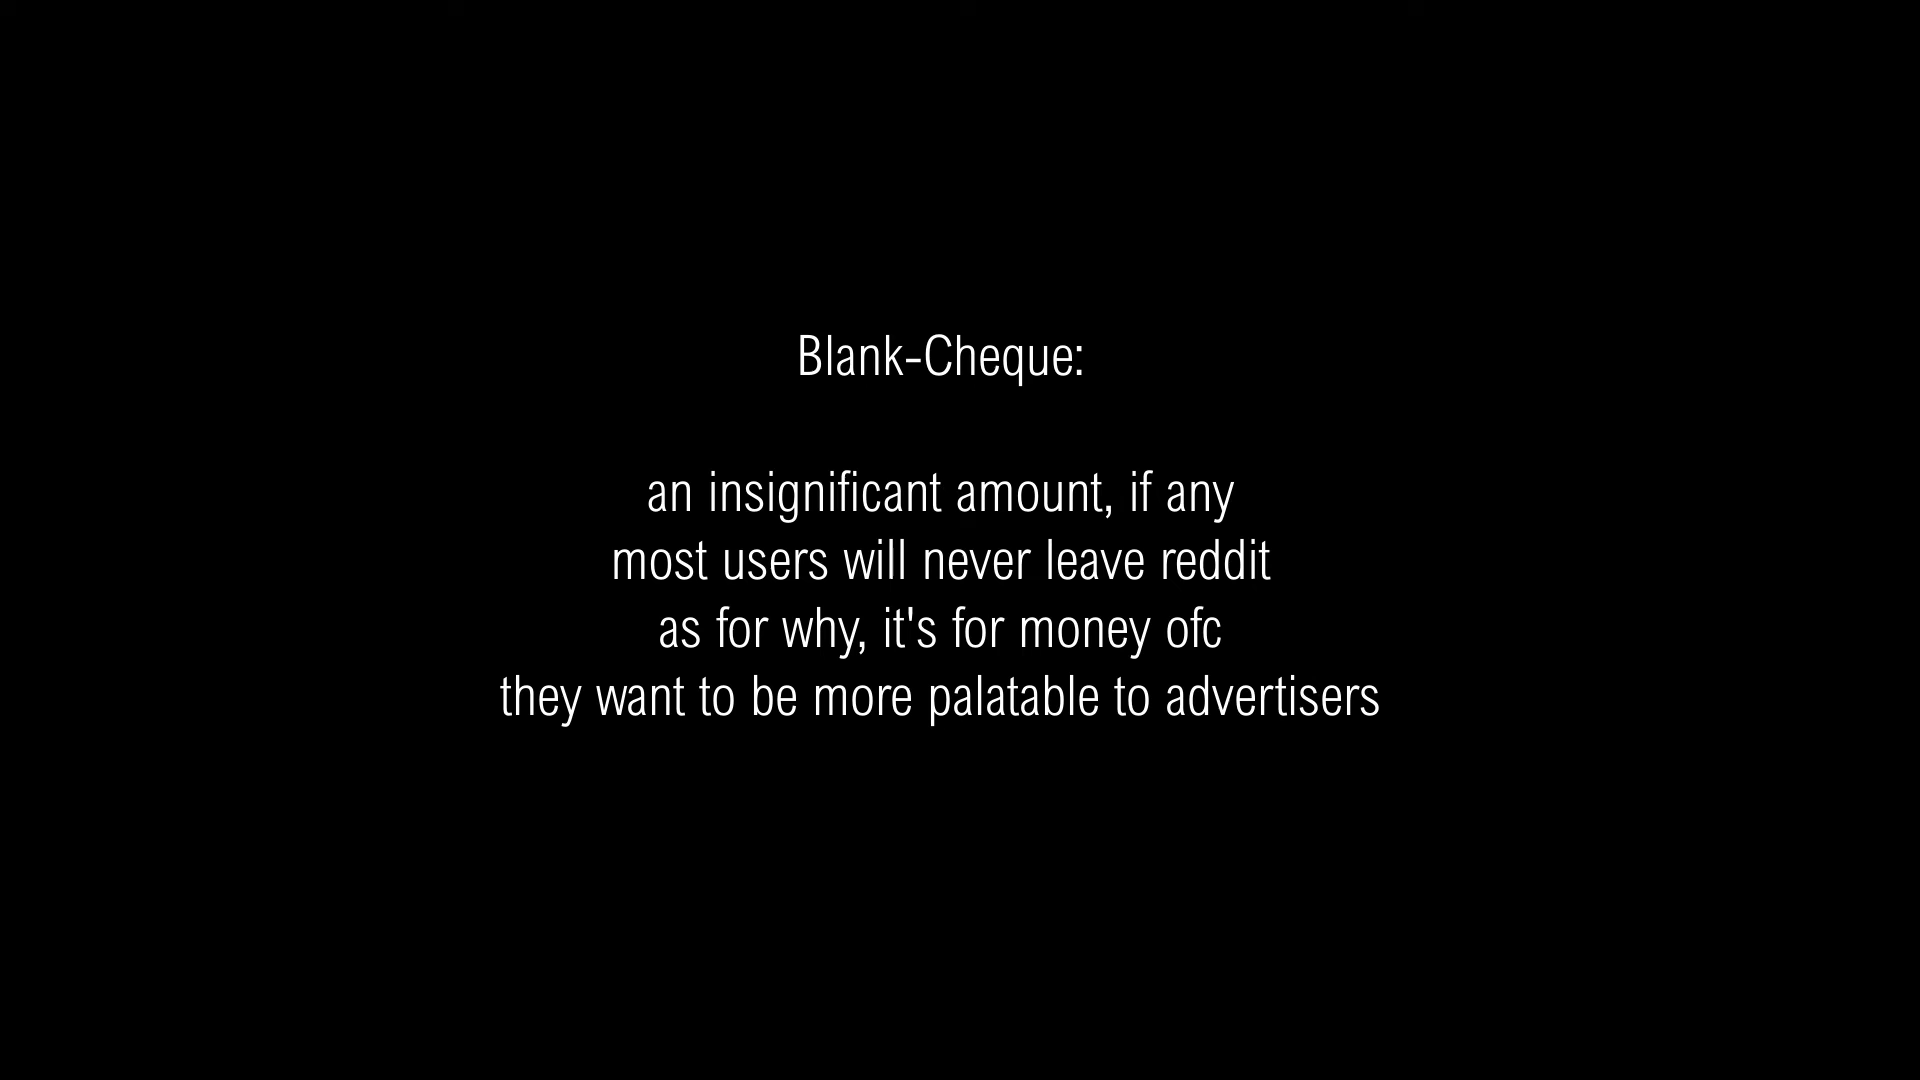 Blank-Cheque:
an insignificant amount, if any
most users will never leave reddit
as for why, it's for money ofc
they want to be more palatable to advertisers